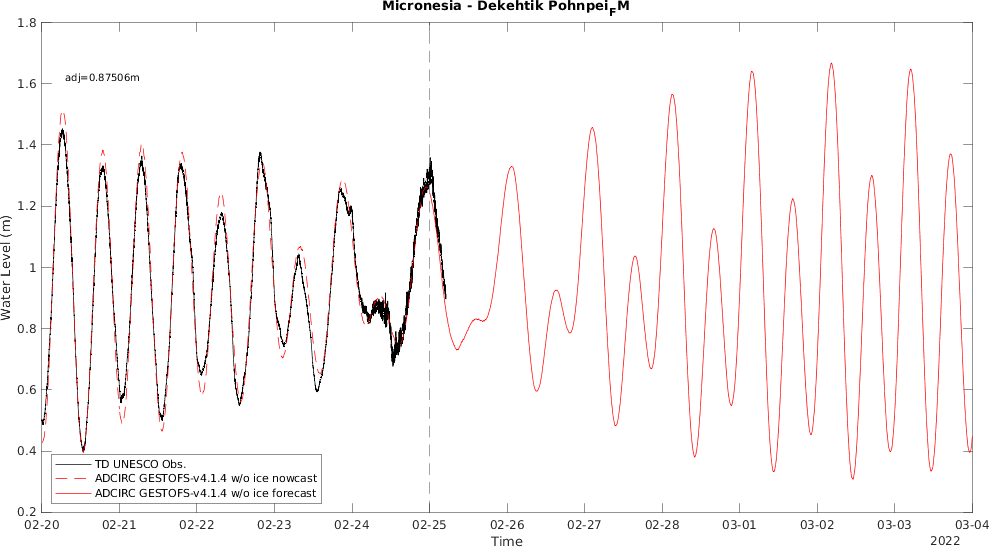 Micronesia - Dekehtik Pohnpei_FM
1.8
1.6
1.4
1.2
1
0.8
0.6
0.4
0.2
Water Level (m)
adj=0.87506m
TD UNESCO Obs.
ADCIRC GESTOFS-v4.1.4 w/o ice nowcast
ADCIRC GESTOFS-v4.1.4 w/o ice forecast
02-20 02-21 02-22 02-23 02-24 02-25 02-26 02-27 02-28 03-01 03-02 03-03 03-04
Time
2022